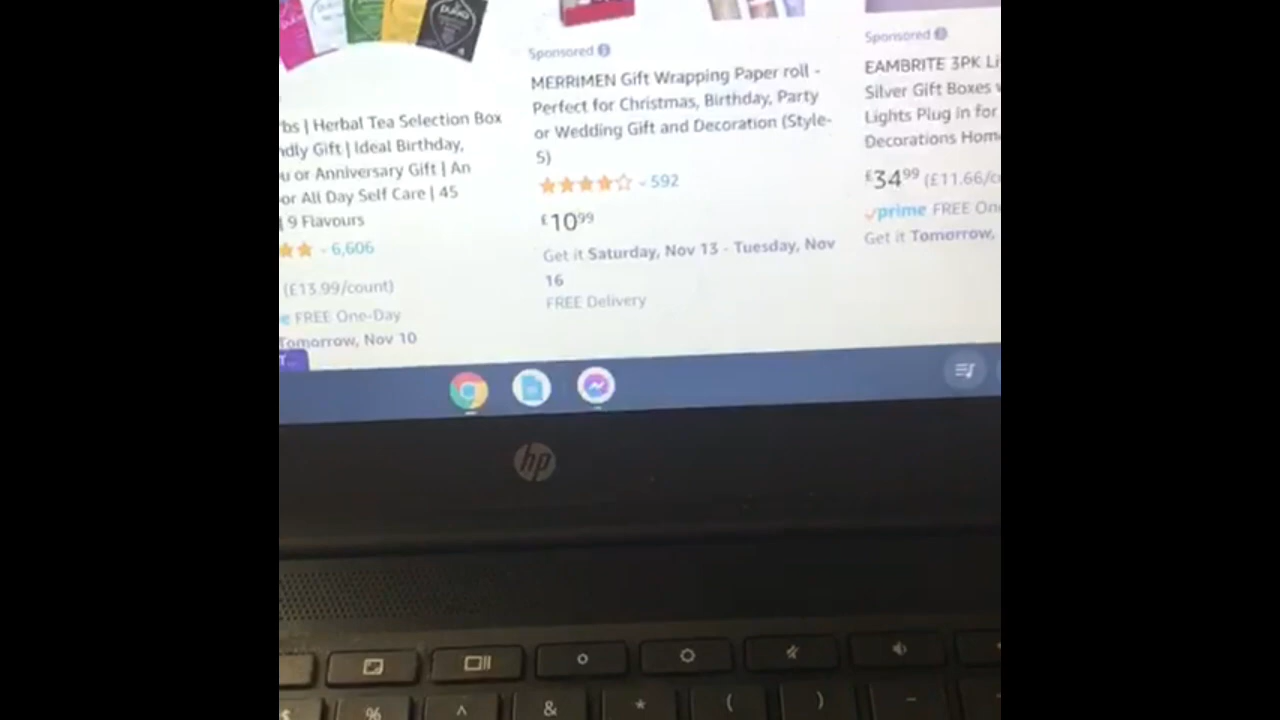 PUKKA
bs | Herbal Tea Selection Box
ndly Gift | Ideal Birthday,
u or Anniversary Gift | An
or All Day Self Care | 45
| 9 Flavours
- 6,606
(£13.99/count)
e FREE One-Day
Tomorrow, Nov 10
T...
Sponsored
MERRIMEN Gift Wrapping Paper roll -
Perfect for Christmas, Birthday, Party
or Wedding Gift and Decoration (Style-
S)
- 592
£10.99
Get it Saturday, Nov 13 - Tuesday, Nov
16
FREE Delivery
Sponsored
EAMBRITE 3PK Li
Silver Gift Boxes
Lights Plug in for
Decorations Hom
£34.99 (£11.66/c
prime FREE On
Get it Tomorrow,
hp
$ % ^ & * ( ) -